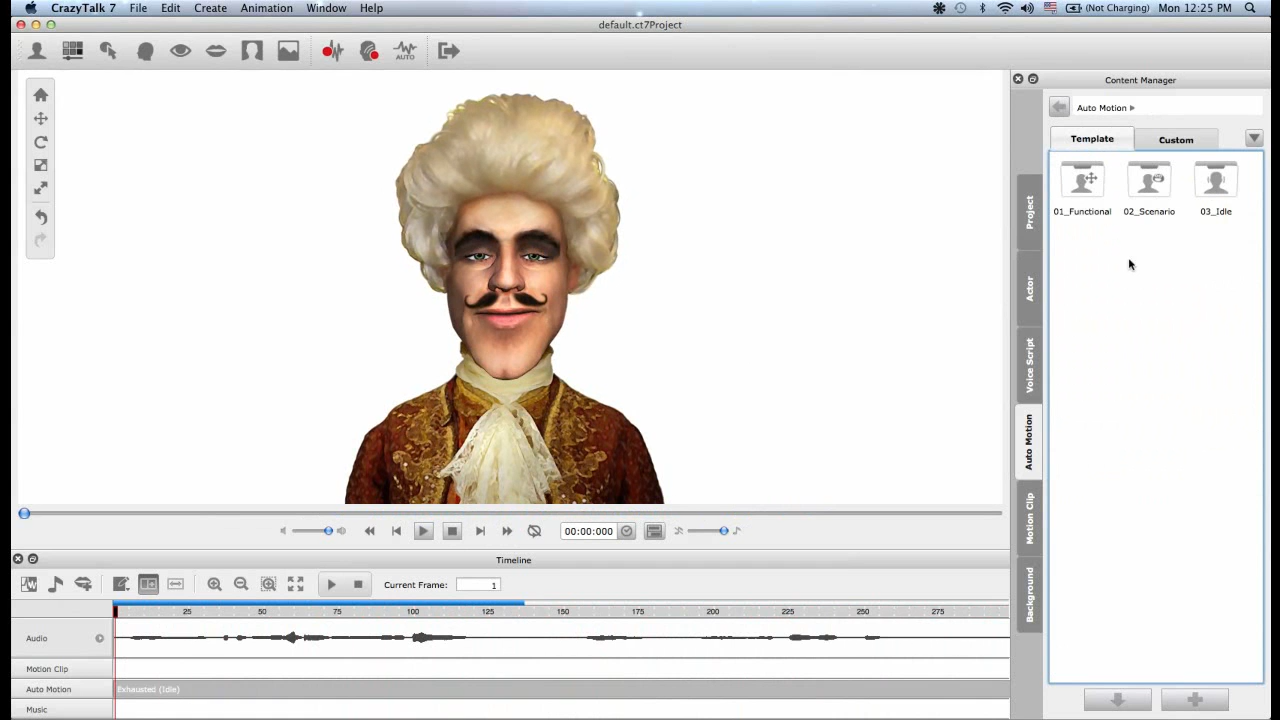 CrazyTalk 7 File Edit Create Animation Window Help (Not Charging) Mon 12:25 PM
default.ct7Project
AUTO
Content Manager
Auto Motion
Template Custom
01_Functional 02_Scenario 03_Idle
Project
Actor
Voice Script
Auto Motion
Motion Clip
Background
00:00:000
Timeline
Current Frame: 1
25 50 75 100 125 150 175 200 225 250 275
Audio
Motion Clip
Auto Motion Exhausted (Idle)
Music